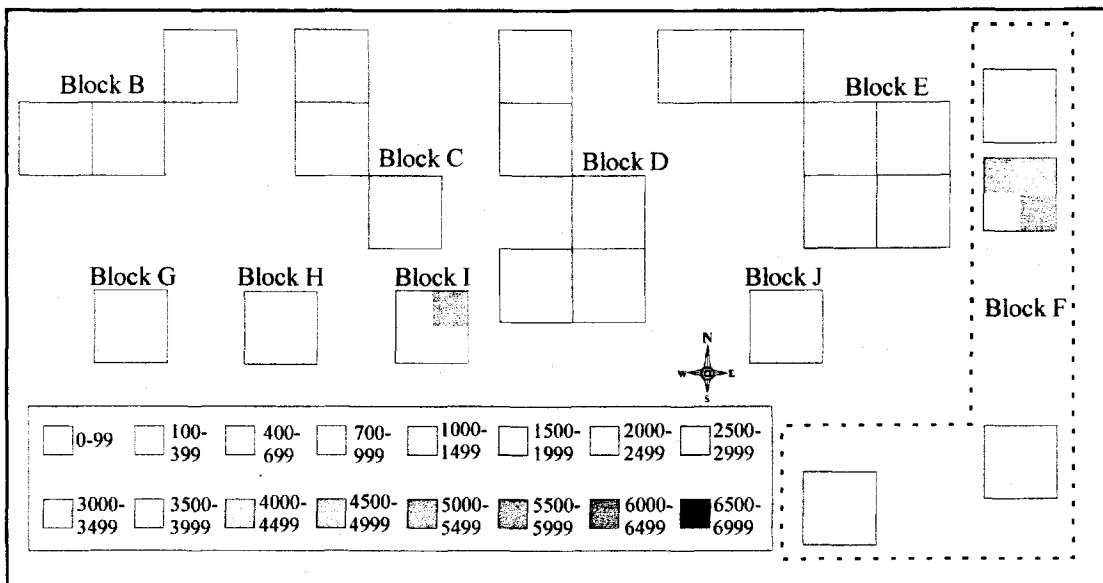 Block B
Block E
Block C
Block D
Block G
Block H
Block I
Block J
Block F
N
W
E
S
0-99
100-
399
400-
699
700-
999
1000-
1499
1500-
1999
2000-
2499
2500-
2999
3000-
3499
3500-
3999
4000-
4499
4500-
4999
5000-
5499
5500-
5999
6000-
6499
6500-
6999